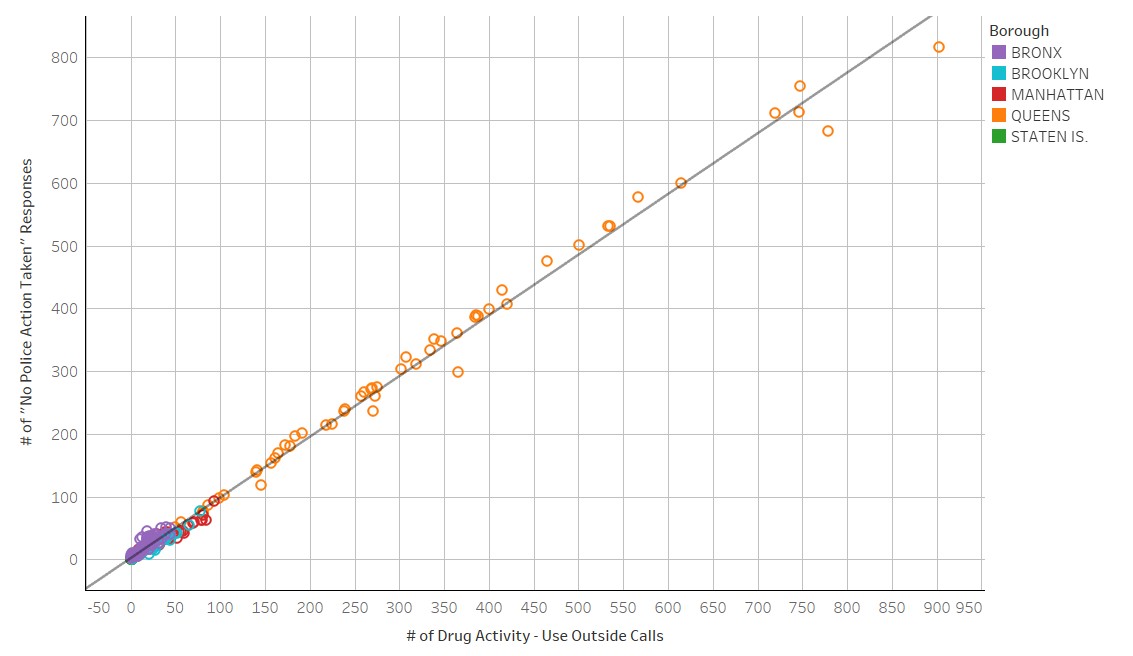 Borough
BRONX
BROOKLYN
MANHATTAN
QUEENS
STATEN IS.
# of "No Police Action Taken" Responses
800
700
600
500
400
300
200
100
0
-50 0 50 100 150 200 250 300 350 400 450 500 550 600 650 700 750 800 850 900 950
# of Drug Activity - Use Outside Calls